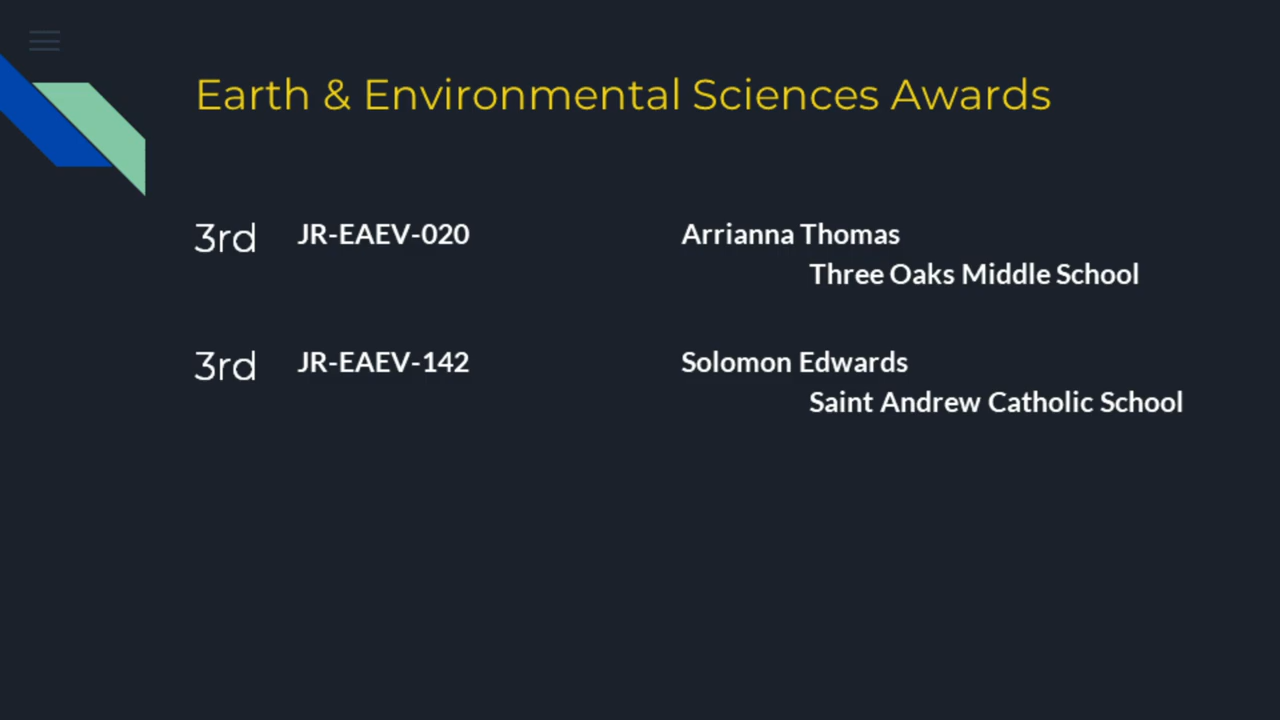 Earth & Environmental Sciences Awards
3rd JR-EAEV-020 Arrianna Thomas
Three Oaks Middle School
3rd JR-EAEV-142 Solomon Edwards
Saint Andrew Catholic School